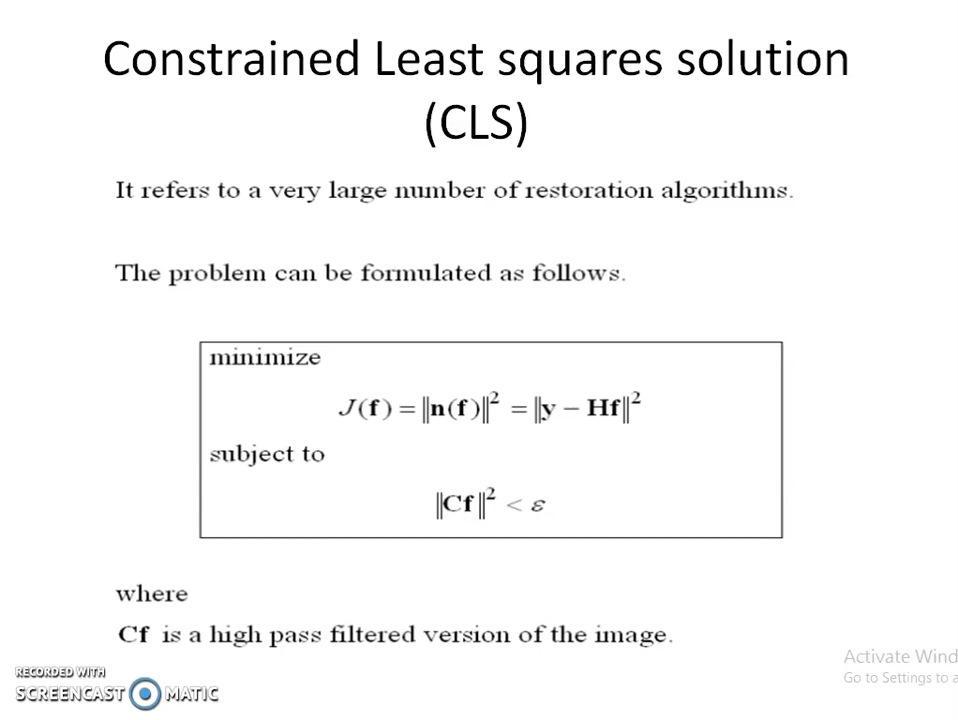 Constrained Least squares solution
(CLS)
It refers to a very large number of restoration algorithms.
The problem can be formulated as follows.
minimize
J(f) = ‖n(f)‖² = ‖y − Hf‖²
subject to
‖Cf‖² < ε
where
Cf is a high pass filtered version of the image.
RECORDED WITH
SCREENCAST MATIC
Activate Wind
Go to Settings to a